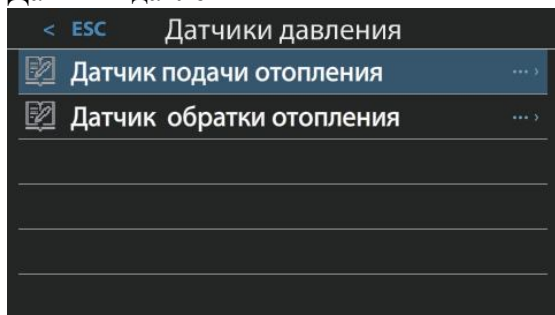 < ESC Датчики давления
Датчик подачи отопления ... ›
Датчик обратки отопления ... ›